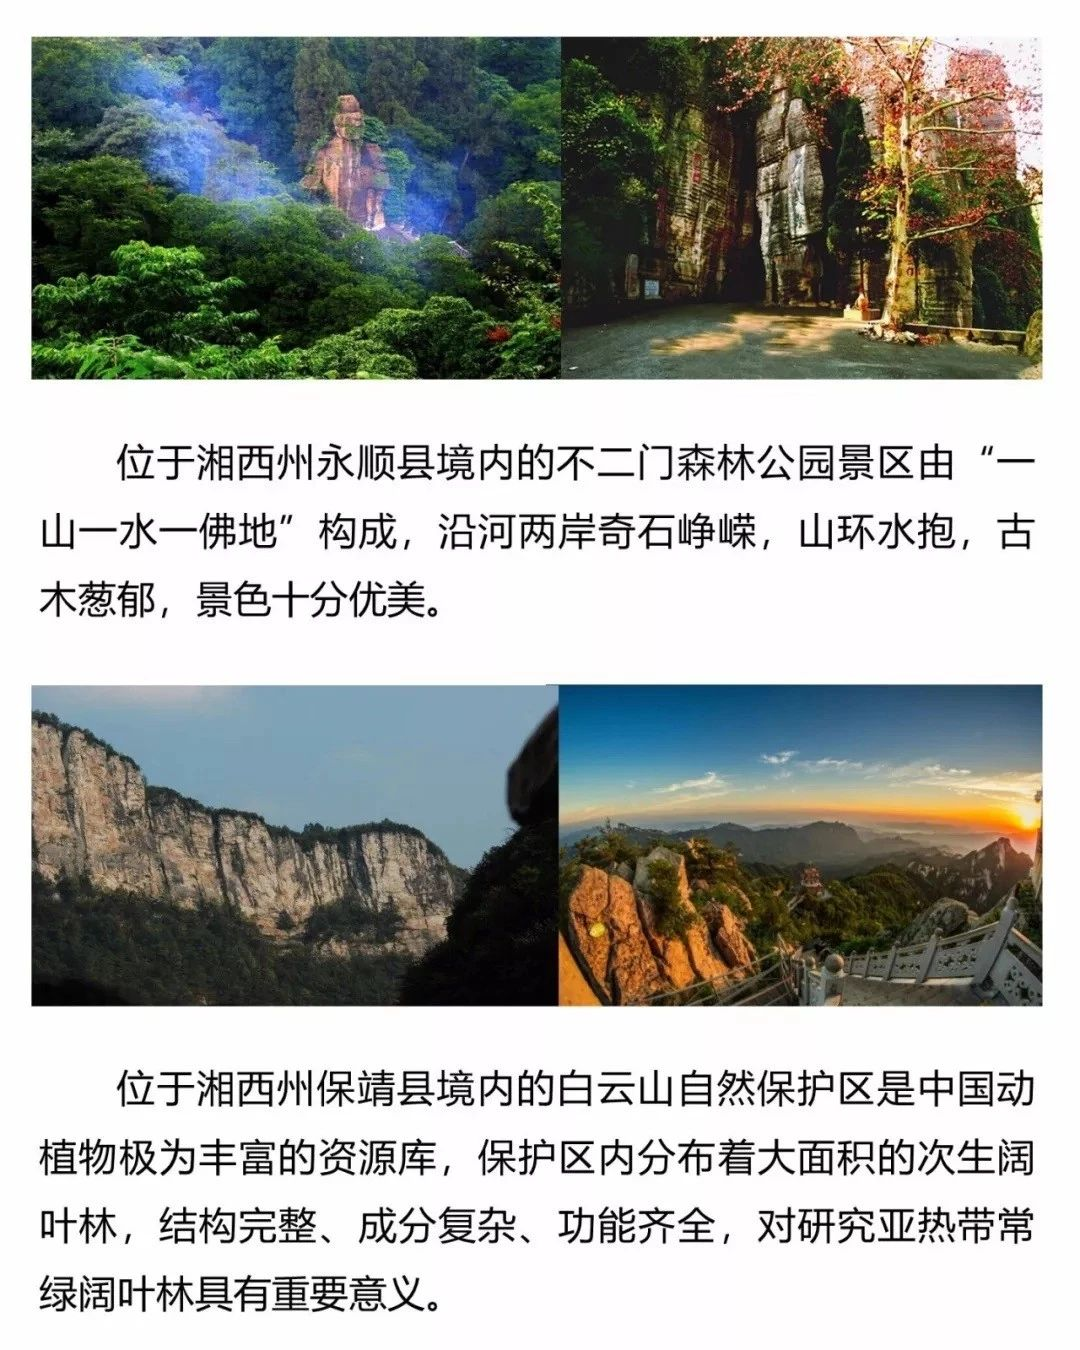 位于湘西州永顺县境内的不二门森林公园景区由“一
山一水一佛地”构成，沿河两岸奇石峥嵘，山环水抱，古
木葱郁，景色十分优美。
位于湘西州保靖县境内的白云山自然保护区是中国动
植物极为丰富的资源库，保护区内分布着大面积的次生阔
叶林，结构完整、成分复杂、功能齐全，对研究亚热带常
绿阔叶林具有重要意义。